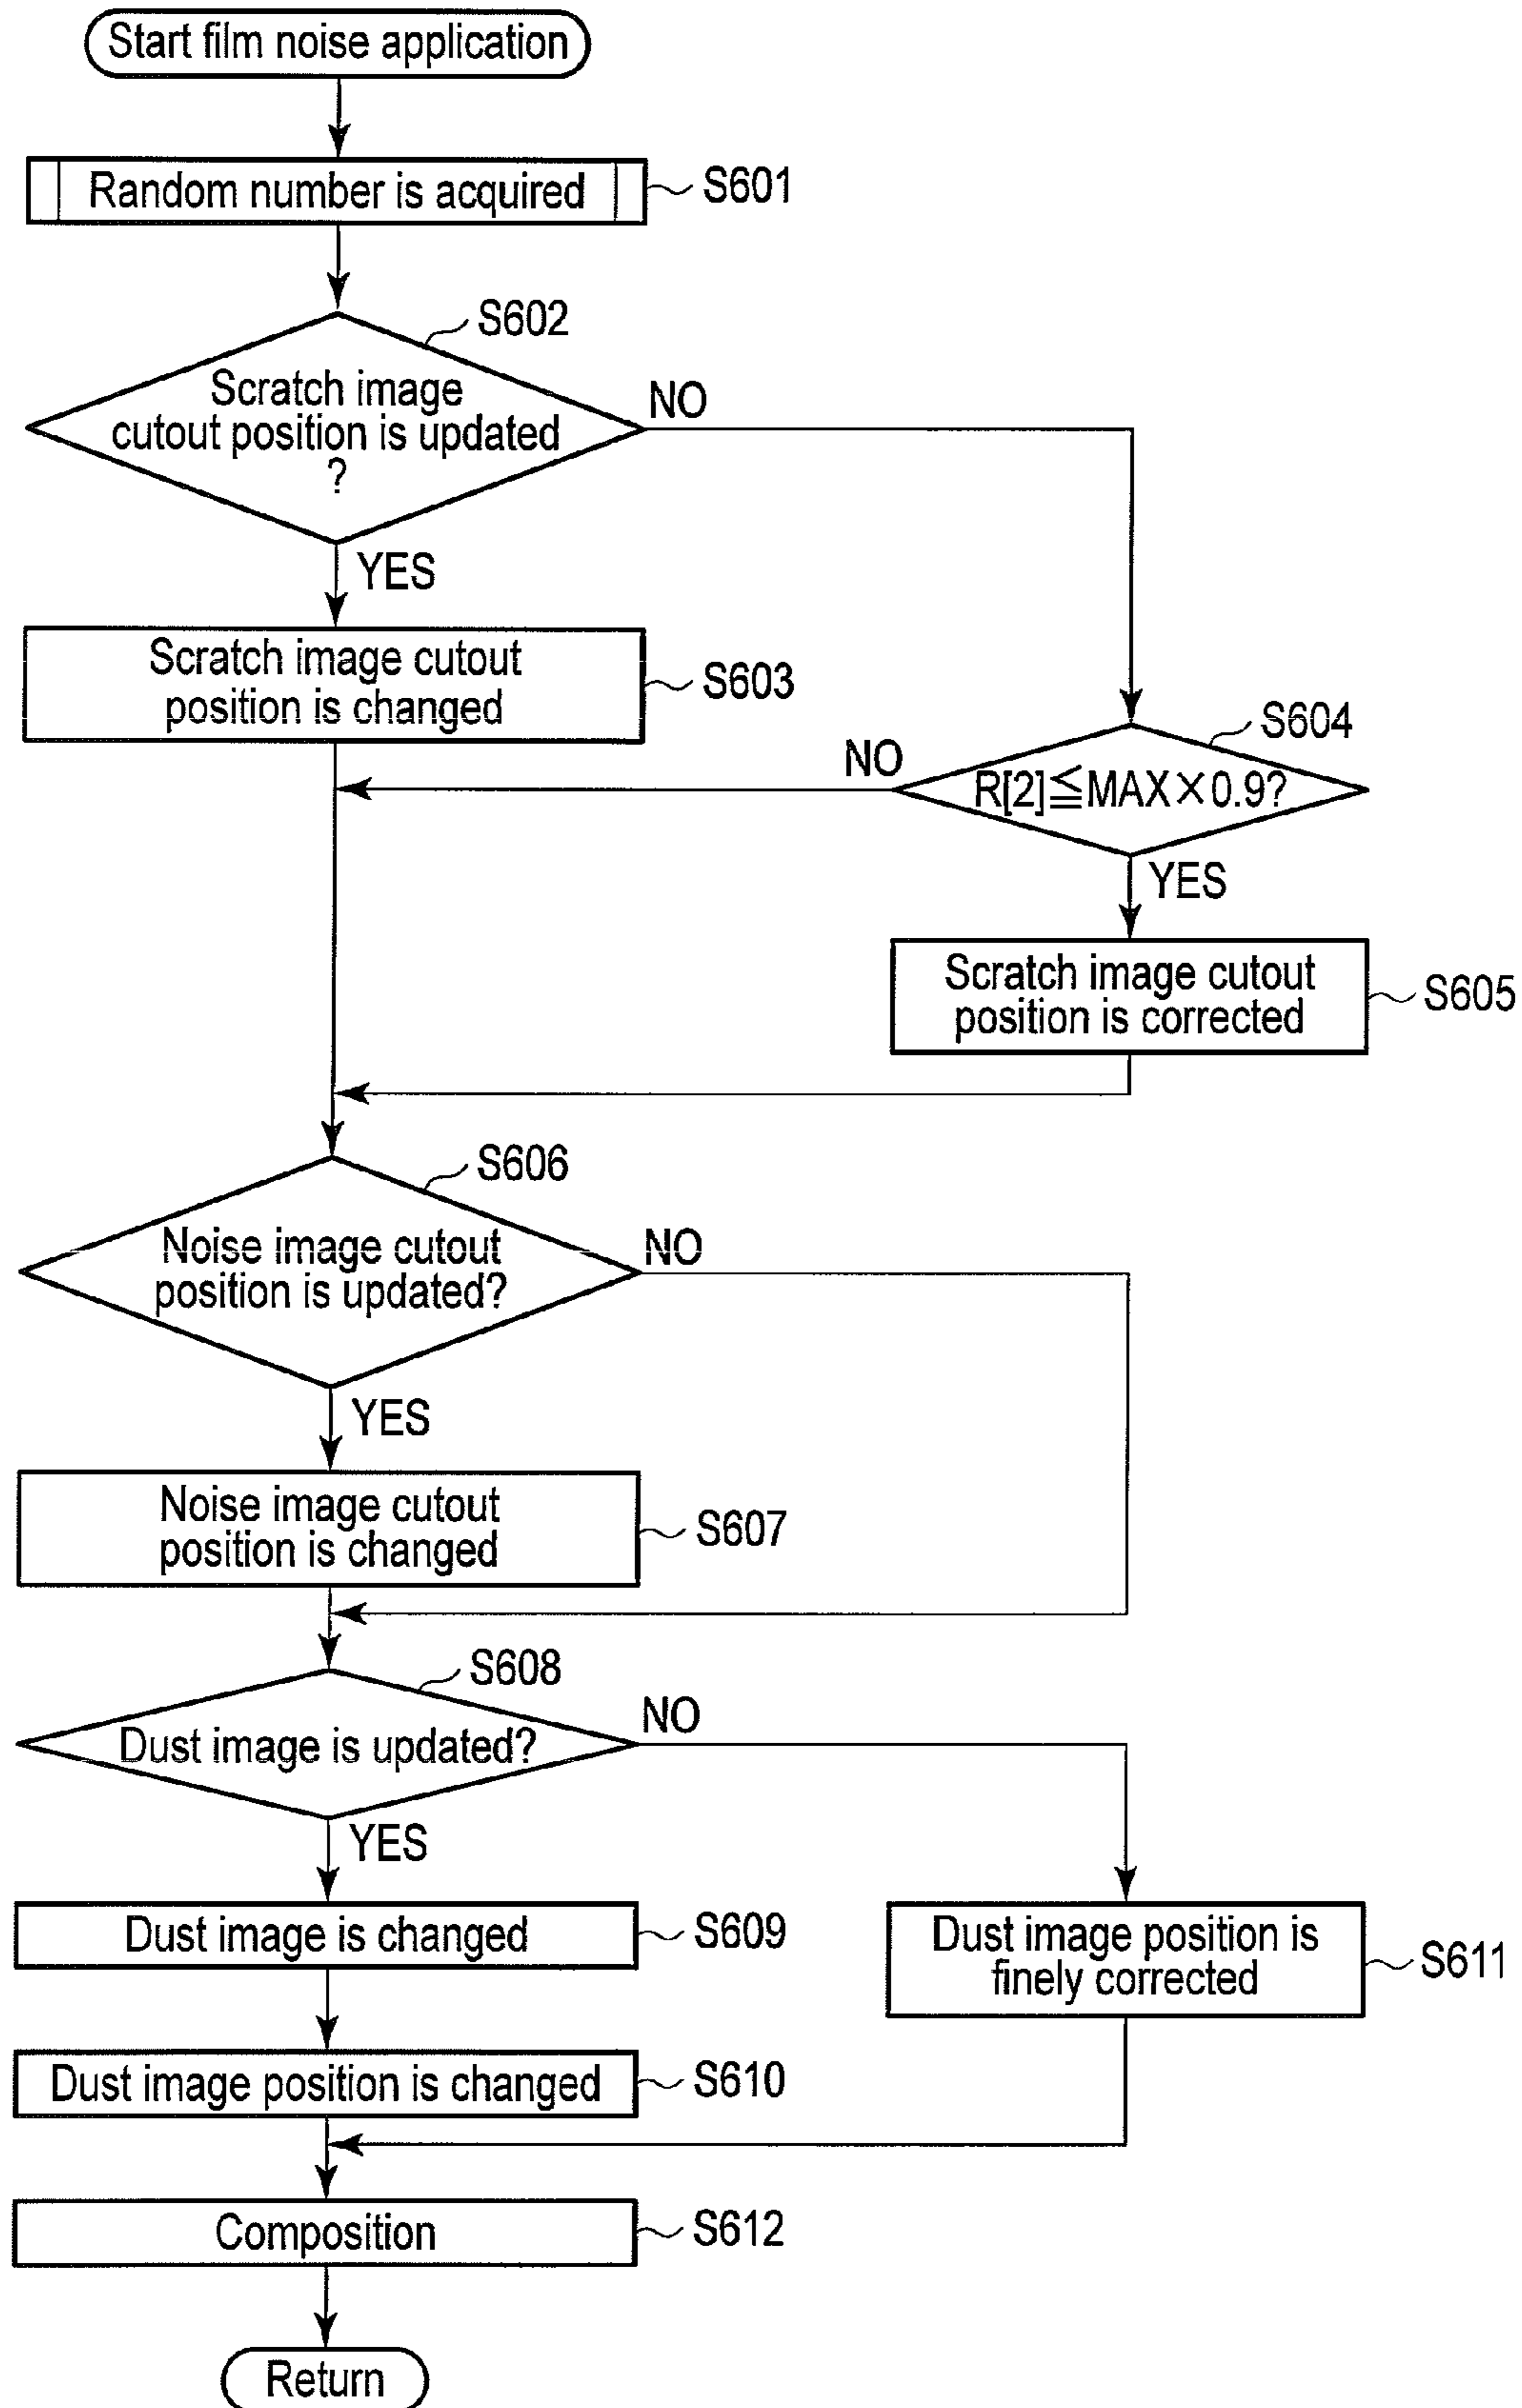 Start film noise application
Random number is acquired
S601
S602
Scratch image
cutout position is updated
?
NO
YES
Scratch image cutout
position is changed
S603
S604
R[2]≦MAX×0.9?
NO
YES
Scratch image cutout
position is corrected
S605
S606
Noise image cutout
position is updated?
NO
YES
Noise image cutout
position is changed
S607
S608
Dust image is updated?
NO
YES
Dust image is changed
S609
Dust image position is
finely corrected
S611
Dust image position is changed
S610
Composition
S612
Return